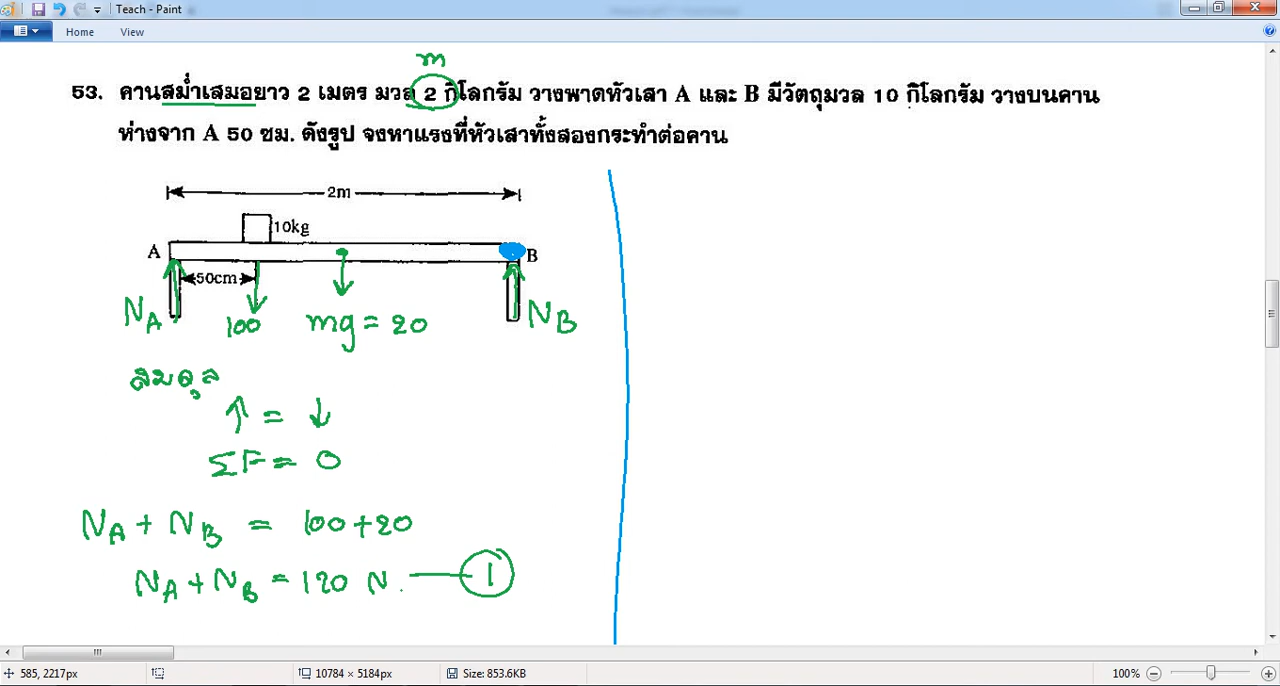 Teach - Paint
Home View
m
53. คานสม่ำเสมอยาว 2 เมตร มวล 2 กิโลกรัม วางพาดหัวเสา A และ B มีวัตถุมวล 10 กิโลกรัม วางบนคาน
ห่างจาก A 50 ซม. ดังรูป จงหาแรงที่หัวเสาทั้งสองกระทำต่อคาน
2m
10kg
A B
50cm
N_A 100 mg = 20 N_B
สมดุล
↑ = ↓
ΣF = 0
N_A + N_B = 100+20
N_A + N_B = 120 N. — 1
585, 2217px 10784 × 5184px Size: 853.6KB 100%